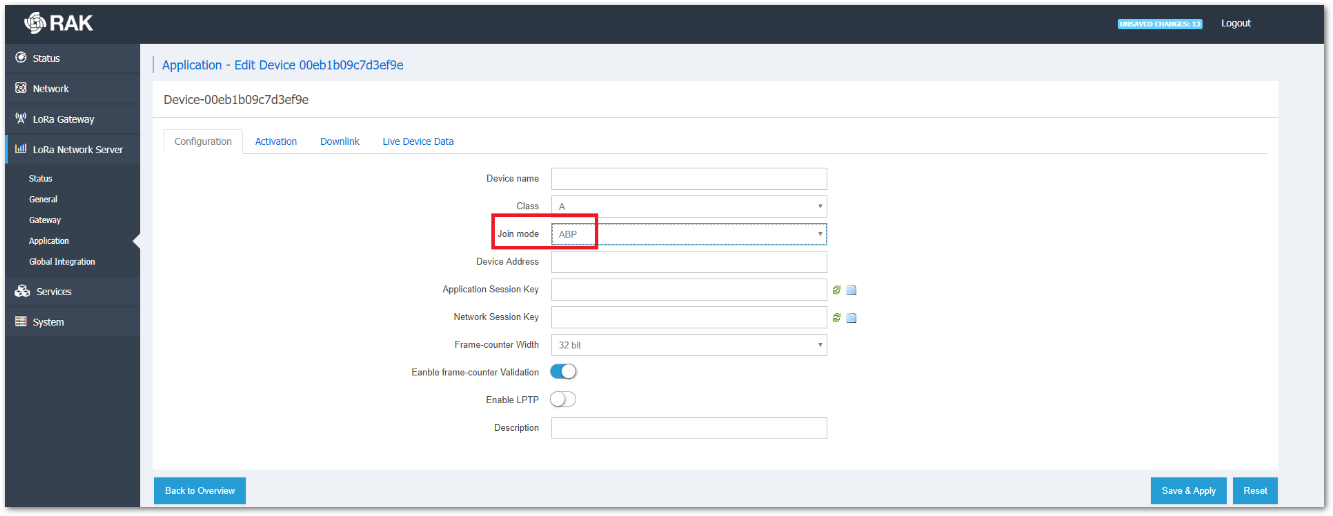 RAK
UNSAVED CHANGES: 13
Logout
Status
Network
LoRa Gateway
LoRa Network Server
Status
General
Gateway
Application
Global Integration
Services
System
Application - Edit Device 00eb1b09c7d3ef9e
Device-00eb1b09c7d3ef9e
Configuration Activation Downlink Live Device Data
Device name
Class A
Join mode ABP
Device Address
Application Session Key
Network Session Key
Frame-counter Width 32 bit
Eanble frame-counter Validation
Enable LPTP
Description
Back to Overview Save & Apply Reset